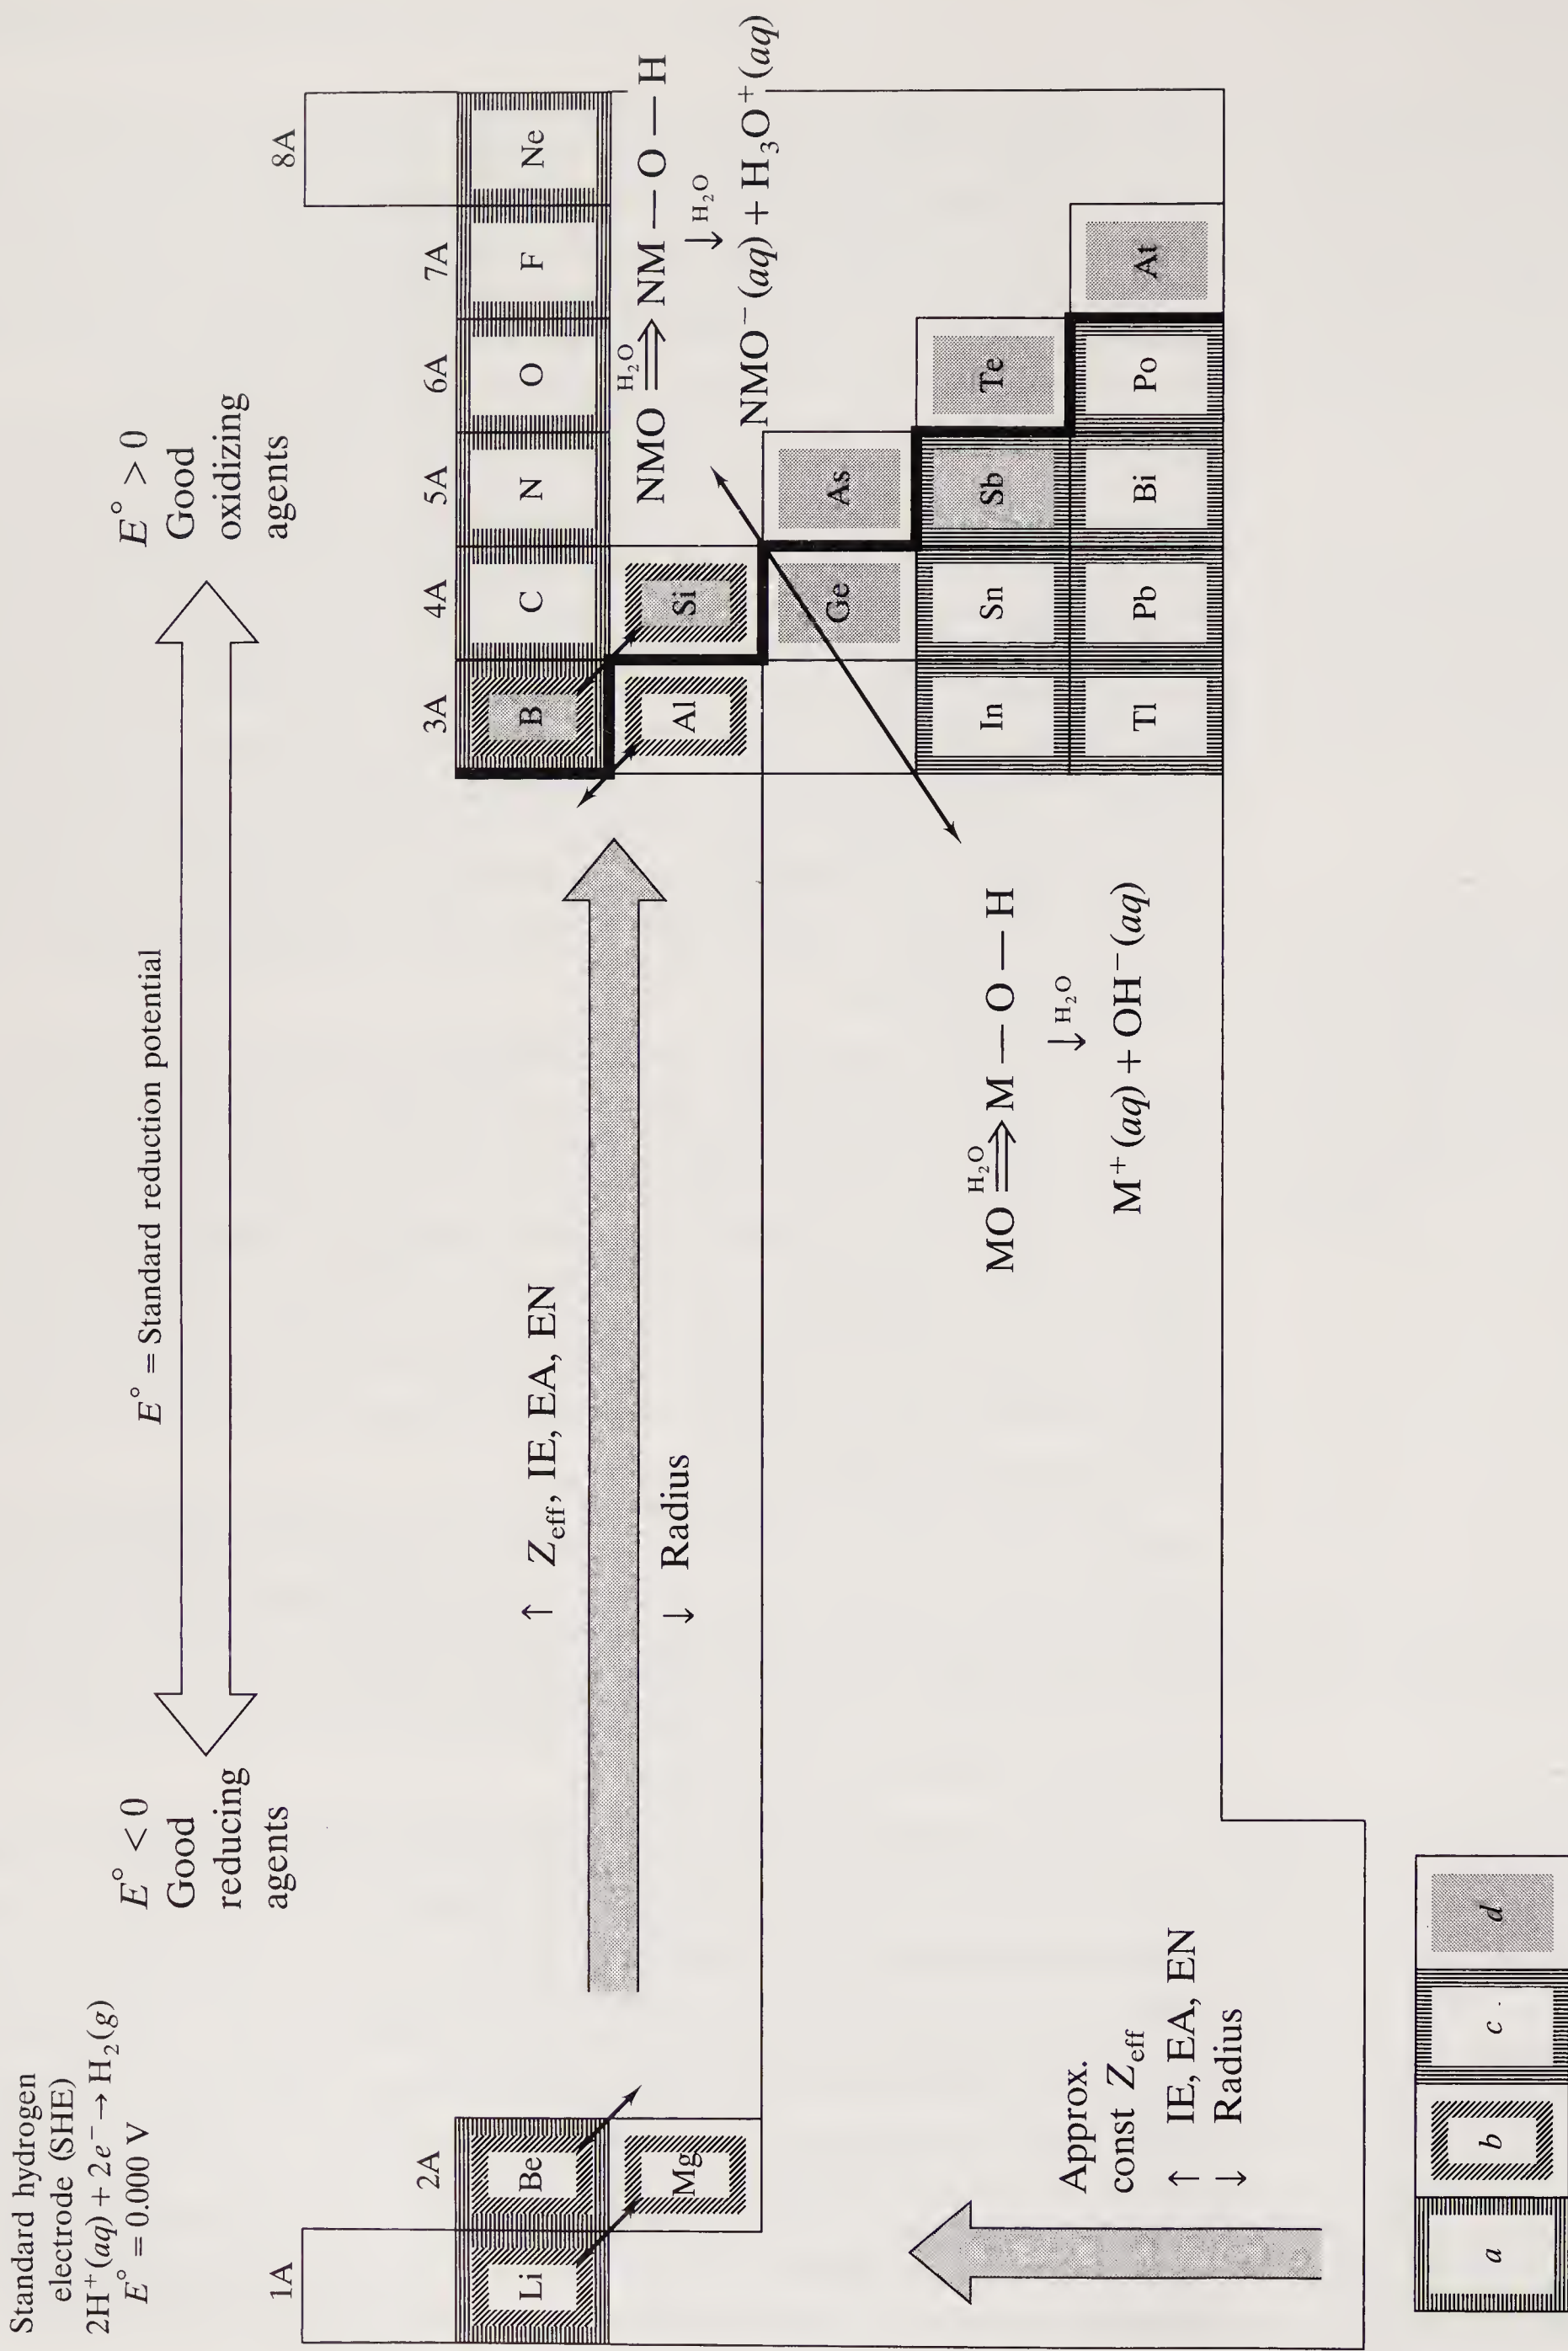 Standard hydrogen
electrode (SHE)
2H⁺(aq) + 2e⁻ → H₂(g)
E° = 0.000 V
E° < 0
Good
reducing
agents
E° = Standard reduction potential
E° > 0
Good
oxidizing
agents
1A
2A
3A
4A
5A
6A
7A
8A
Li
Be
B
C
N
O
F
Ne
Mg
Al
Si
↑ Z_eff, IE, EA, EN
↓ Radius
NMO ⇒ NM — O — H
H₂O
↓ H₂O
NMO⁻(aq) + H₃O⁺(aq)
Ge
As
In
Sn
Sb
Te
Tl
Pb
Bi
Po
At
MO ⇒ M — O — H
H₂O
↓ H₂O
M⁺(aq) + OH⁻(aq)
Approx.
const Z_eff
↑ IE, EA, EN
↓ Radius
a
b
c
d